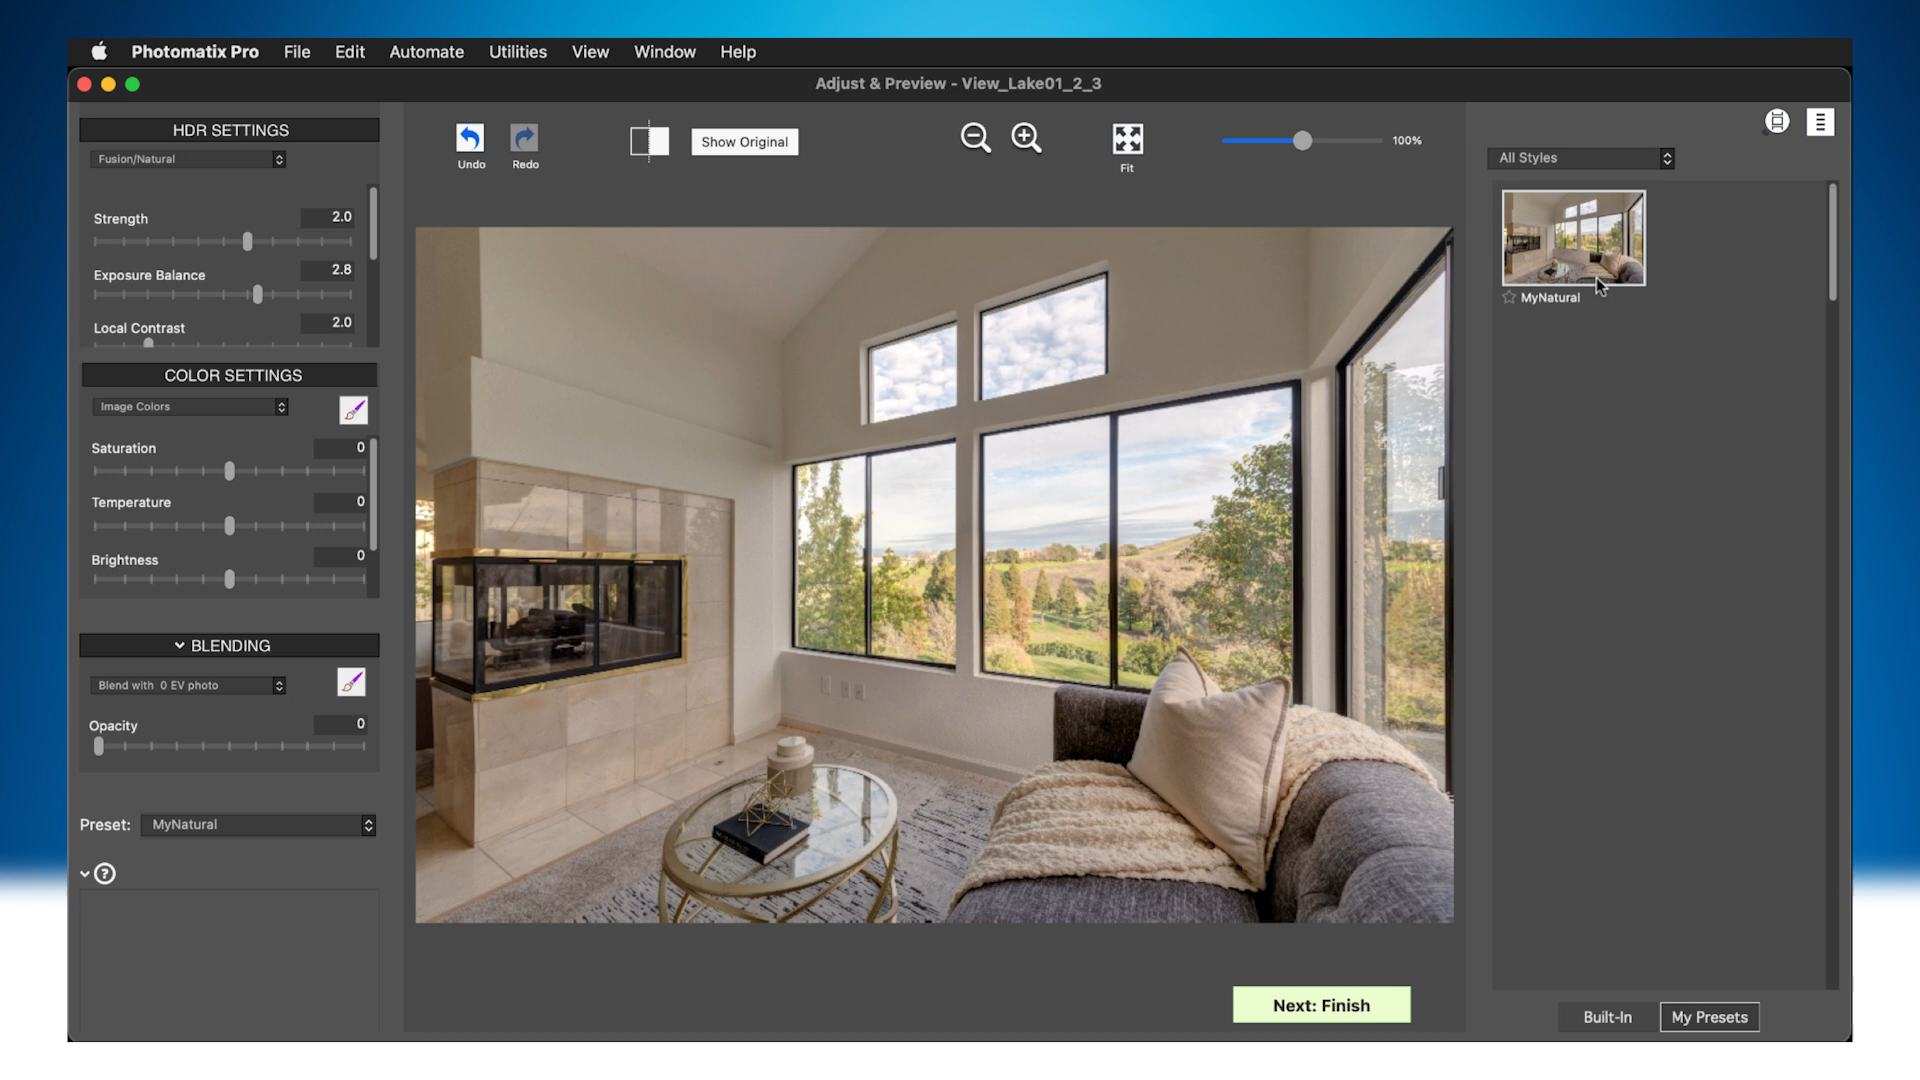 Photomatix Pro File Edit Automate Utilities View Window Help
Adjust & Preview - View_Lake01_2_3
HDR SETTINGS
Fusion/Natural
Strength 2.0
Exposure Balance 2.8
Local Contrast 2.0
COLOR SETTINGS
Image Colors
Saturation 0
Temperature 0
Brightness 0
BLENDING
Blend with 0 EV photo
Opacity 0
Preset: MyNatural
?
Undo
Redo
Show Original
Fit
100%
Next: Finish
All Styles
MyNatural
Built-In
My Presets